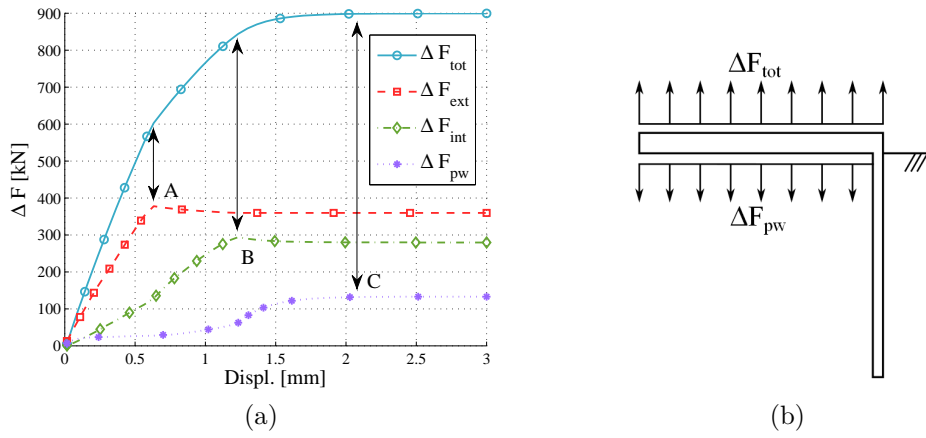 900
800
700
600
500
400
300
200
100
0
Δ F [kN]
0 0.5 1 1.5 2 2.5 3
Displ. [mm]
A
B
C
Δ F_tot
Δ F_ext
Δ F_int
Δ F_pw
(a)
ΔF_tot
ΔF_pw
(b)